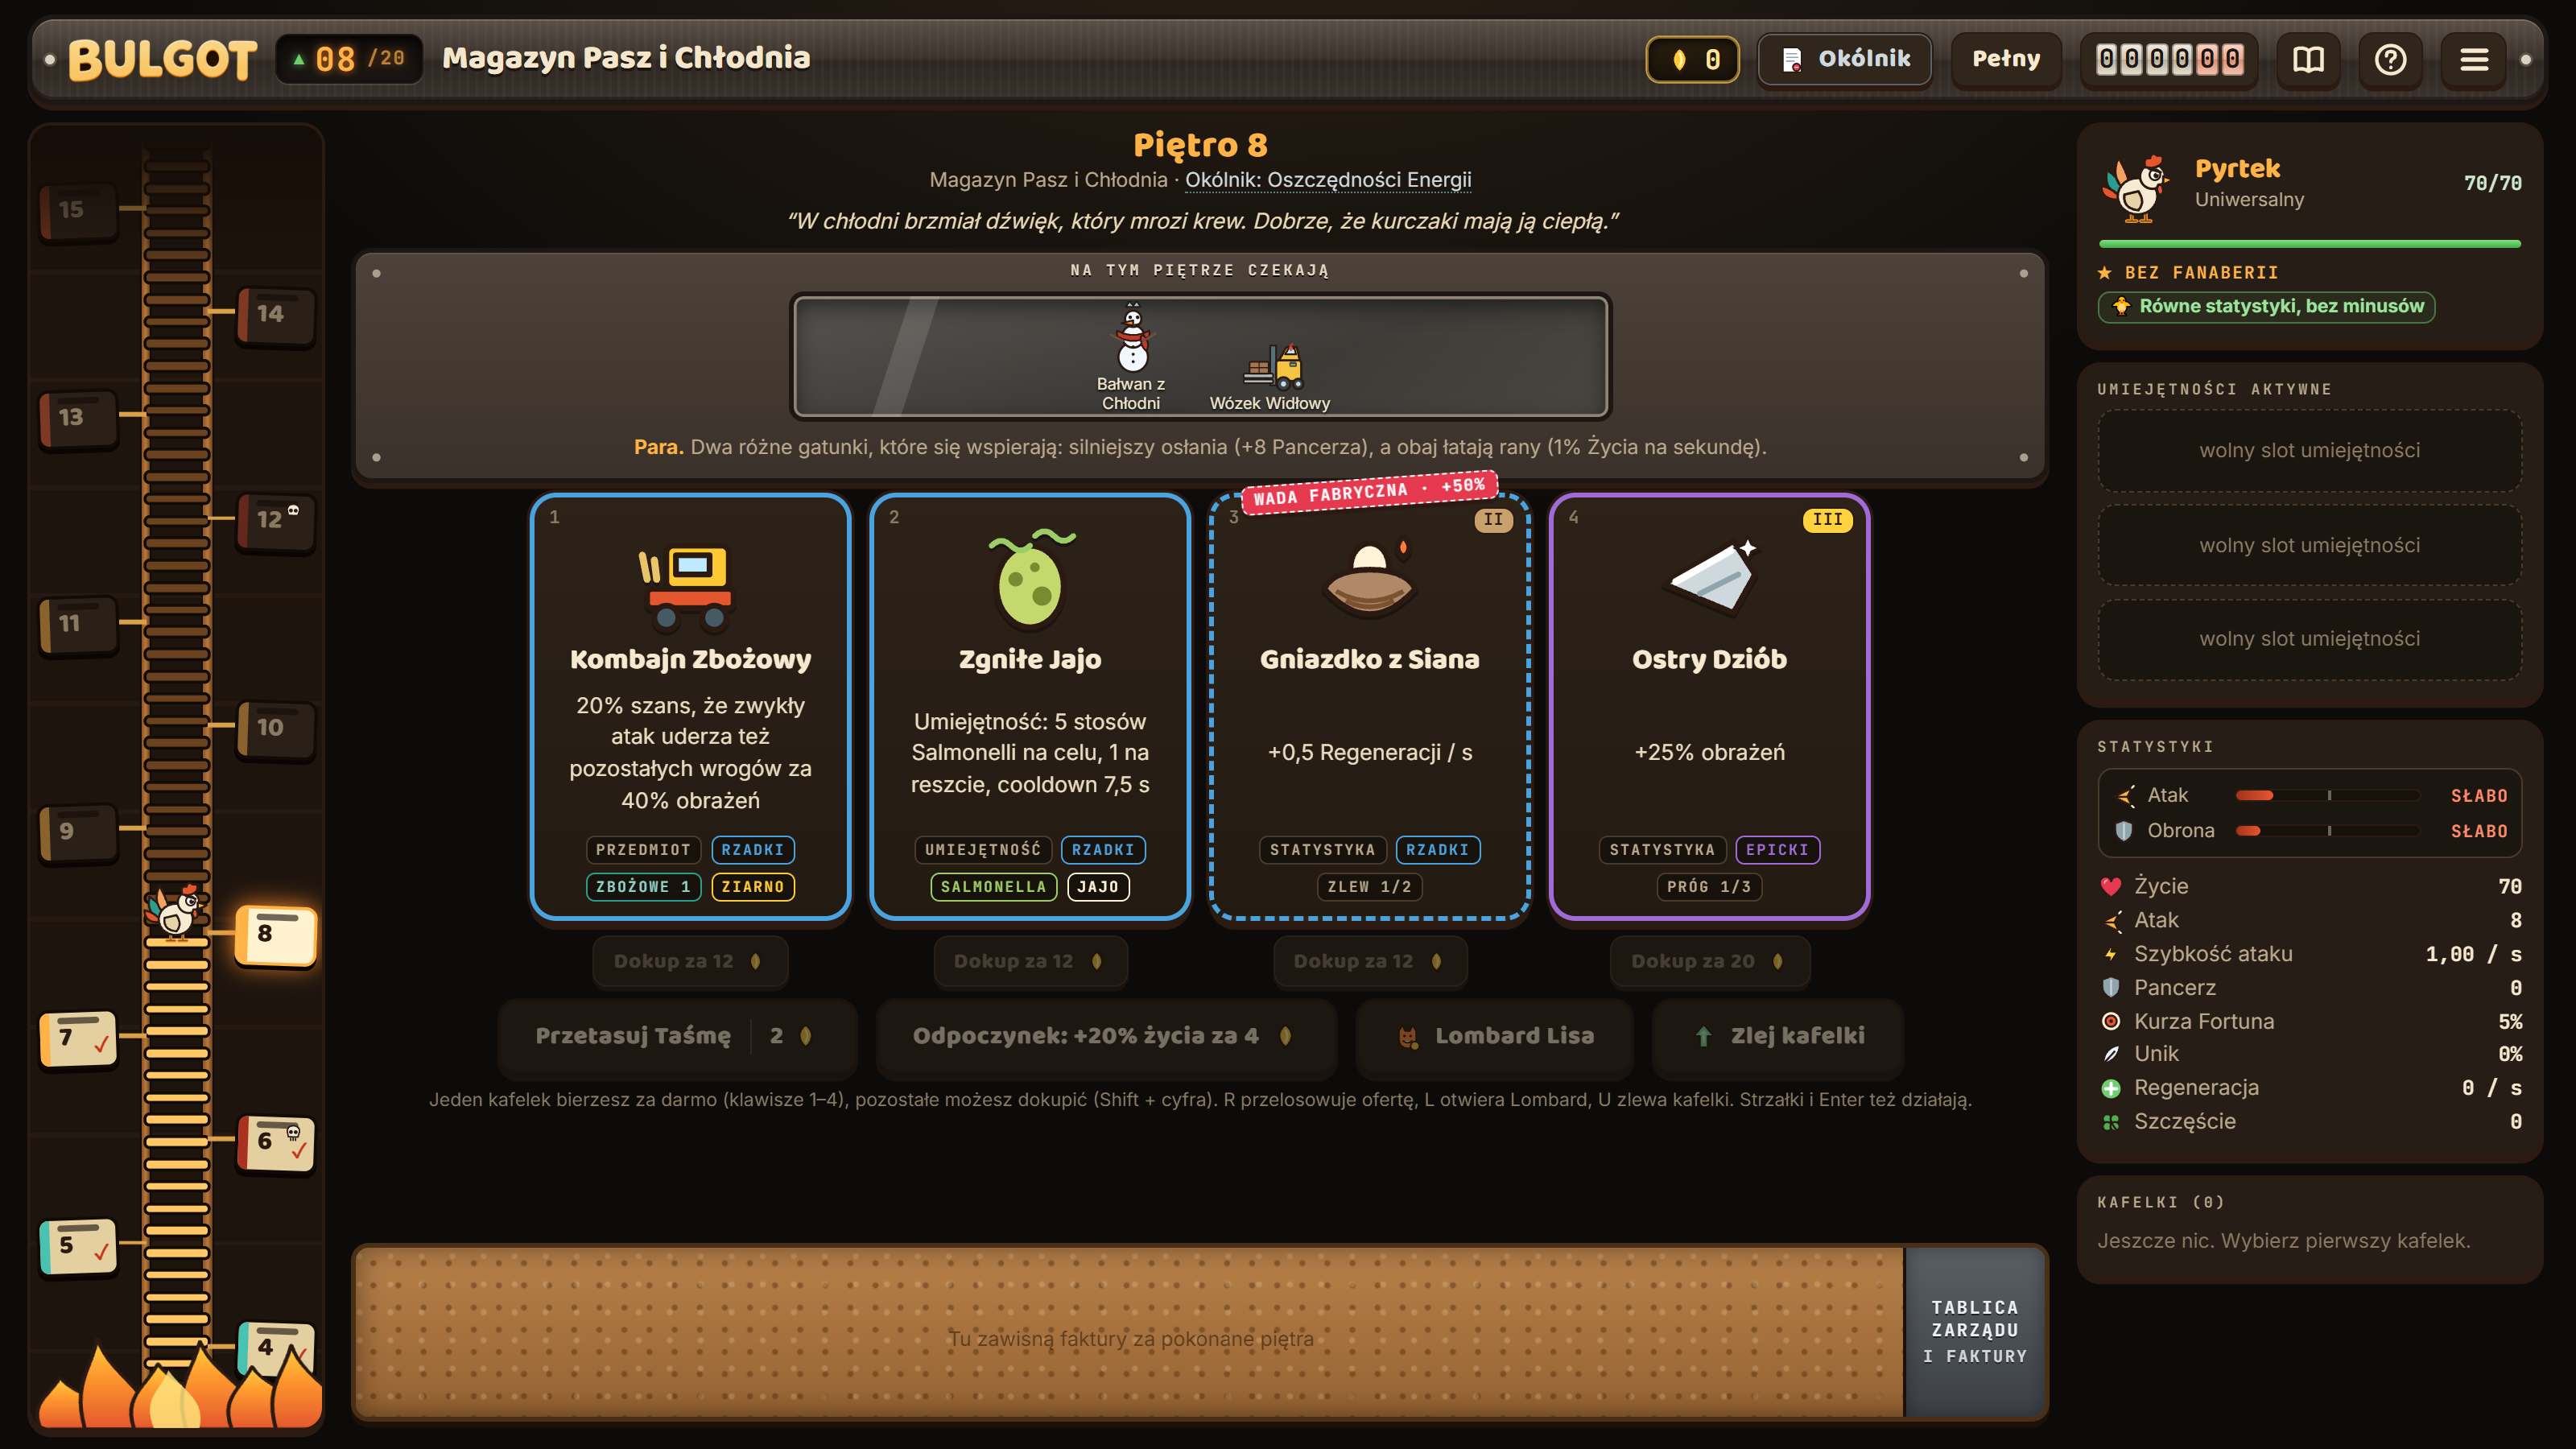 BULGOT
08 /20
Magazyn Pasz i Chłodnia
0
Okólnik
Pełny
000000
15
14
13
12
11
10
9
8
7
6
5
4
Piętro 8
Magazyn Pasz i Chłodnia · Okólnik: Oszczędności Energii
“W chłodni brzmiał dźwięk, który mrozi krew. Dobrze, że kurczaki mają ją ciepłą.”
NA TYM PIĘTRZE CZEKAJĄ
Bałwan z
Chłodni
Wózek Widłowy
Para. Dwa różne gatunki, które się wspierają: silniejszy osłania (+8 Pancerza), a obaj łatają rany (1% Życia na sekundę).
1
Kombajn Zbożowy
20% szans, że zwykły
atak uderza też
pozostałych wrogów za
40% obrażeń
PRZEDMIOT RZADKI
ZBOŻOWE 1 ZIARNO
Dokup za 12
2
Zgniłe Jajo
Umiejętność: 5 stosów
Salmonelli na celu, 1 na
reszcie, cooldown 7,5 s
UMIEJĘTNOŚĆ RZADKI
SALMONELLA JAJO
Dokup za 12
WADA FABRYCZNA · +50%
3
II
Gniazdko z Siana
+0,5 Regeneracji / s
STATYSTYKA RZADKI
ZLEW 1/2
Dokup za 12
4
III
Ostry Dziób
+25% obrażeń
STATYSTYKA EPICKI
PRÓG 1/3
Dokup za 20
Przetasuj Taśmę 2
Odpoczynek: +20% życia za 4
Lombard Lisa
Zlej kafelki
Jeden kafelek bierzesz za darmo (klawisze 1–4), pozostałe możesz dokupić (Shift + cyfra). R przelosowuje ofertę, L otwiera Lombard, U zlewa kafelki. Strzałki i Enter też działają.
Tu zawisną faktury za pokonane piętra
TABLICA
ZARZĄDU
I FAKTURY
Pyrtek
Uniwersalny
70/70
★ BEZ FANABERII
Równe statystyki, bez minusów
UMIEJĘTNOŚCI AKTYWNE
wolny slot umiejętności
wolny slot umiejętności
wolny slot umiejętności
STATYSTYKI
Atak SŁABO
Obrona SŁABO
Życie 70
Atak 8
Szybkość ataku 1,00 / s
Pancerz 0
Kurza Fortuna 5%
Unik 0%
Regeneracja 0 / s
Szczęście 0
KAFELKI (0)
Jeszcze nic. Wybierz pierwszy kafelek.